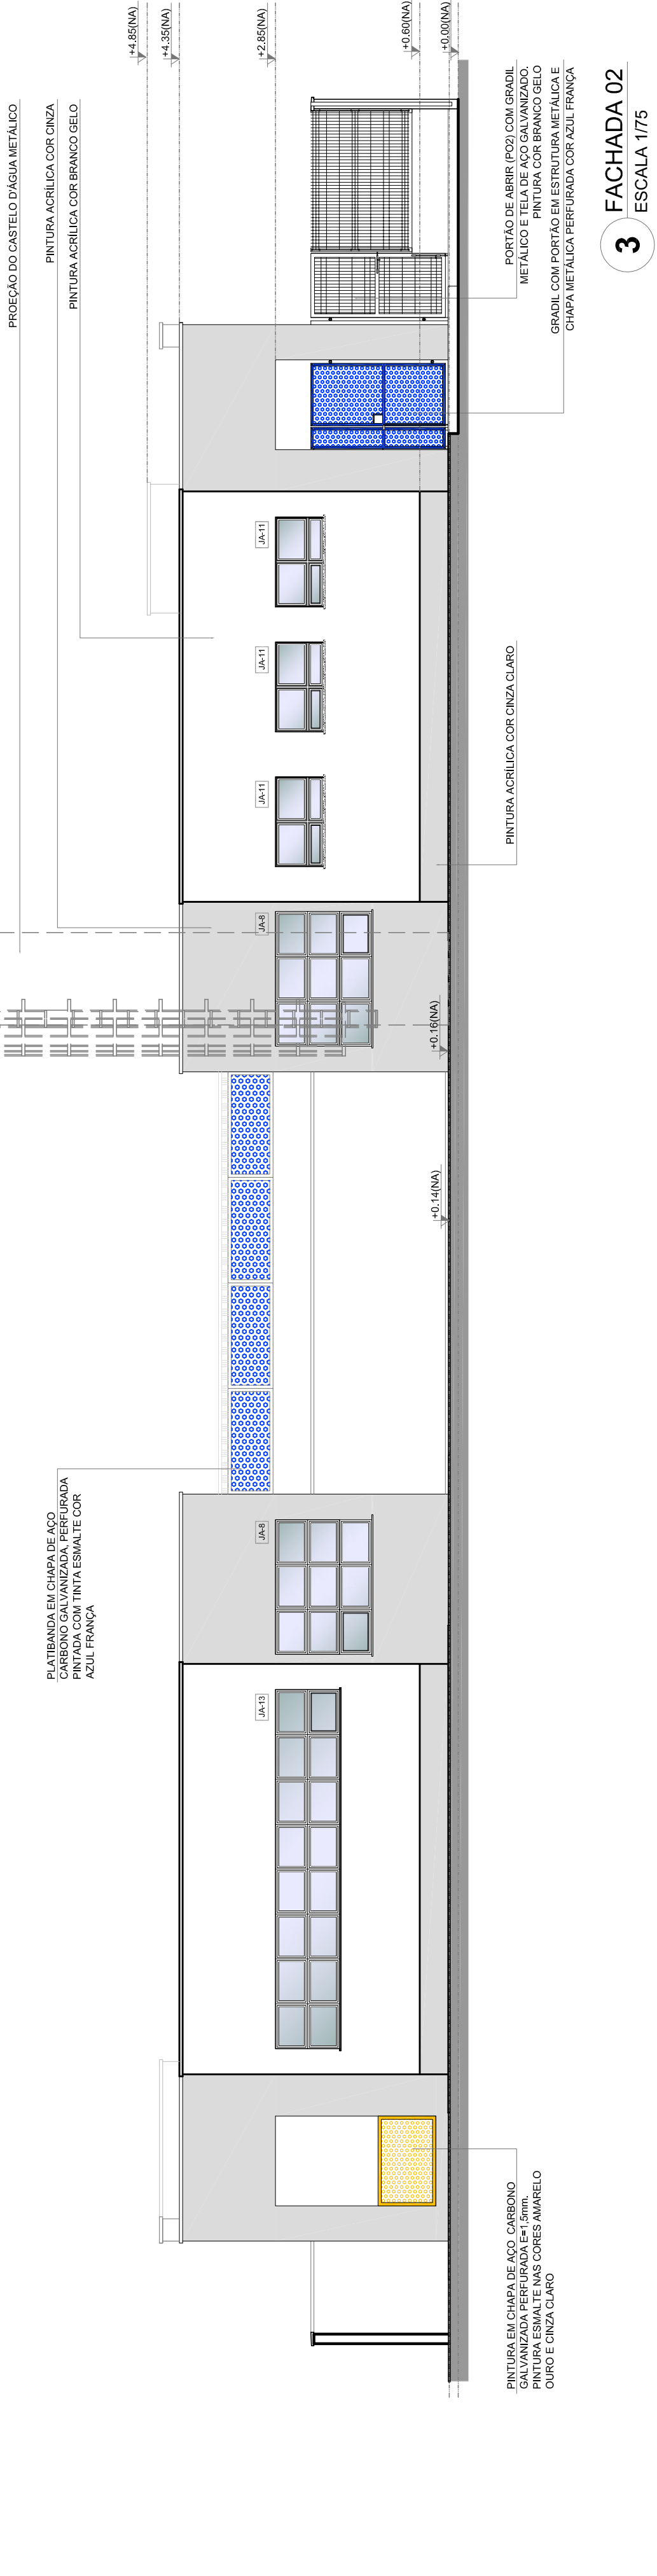 PROEÇÃO DO CASTELO D'ÁGUA METÁLICO
PINTURA ACRÍLICA COR CINZA
PINTURA ACRÍLICA COR BRANCO GELO
PLATIBANDA EM CHAPA DE AÇO
CARBONO GALVANIZADA, PERFURADA
PINTADA COM TINTA ESMALTE COR
AZUL FRANÇA
+4.85(NA)
+4.35(NA)
+2.85(NA)
+0.60(NA)
+0.00(NA)
JA-13
JA-8
JA-8
JA-11
JA-11
JA-11
+0.14(NA)
+0.16(NA)
PINTURA EM CHAPA DE AÇO CARBONO
GALVANIZADA PERFURADA E=1,5mm.
PINTURA ESMALTE NAS CORES AMARELO
OURO E CINZA CLARO
PINTURA ACRÍLICA COR CINZA CLARO
PORTÃO DE ABRIR (PO2) COM GRADIL
METÁLICO E TELA DE AÇO GALVANIZADO.
PINTURA COR BRANCO GELO
GRADIL COM PORTÃO EM ESTRUTURA METÁLICA E
CHAPA METÁLICA PERFURADA COR AZUL FRANÇA
3 FACHADA 02
ESCALA 1/75